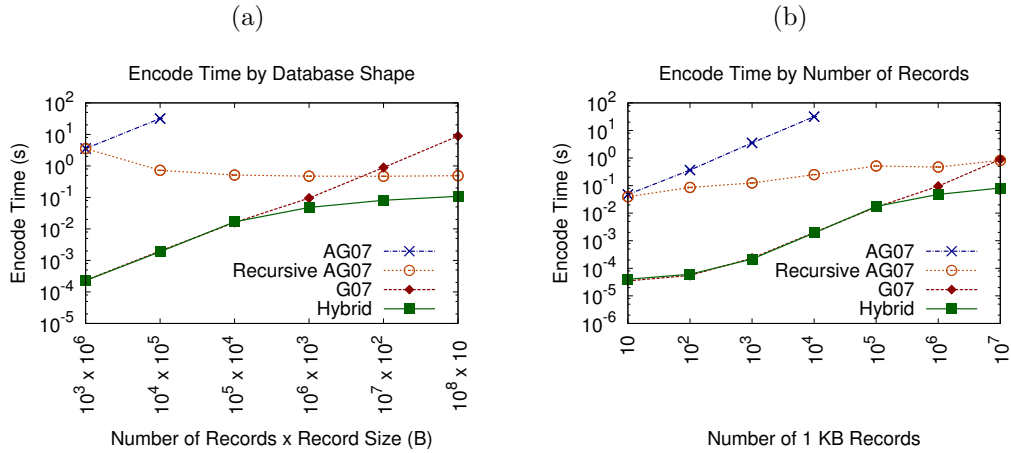 (a)
Encode Time by Database Shape
Encode Time (s)
10^2
10^1
10^0
10^-1
10^-2
10^-3
10^-4
10^-5
AG07
Recursive AG07
G07
Hybrid
10^3 x 10^6
10^4 x 10^5
10^5 x 10^4
10^6 x 10^3
10^7 x 10^2
10^8 x 10
Number of Records x Record Size (B)
(b)
Encode Time by Number of Records
Encode Time (s)
10^2
10^1
10^0
10^-1
10^-2
10^-3
10^-4
10^-5
10^-6
AG07
Recursive AG07
G07
Hybrid
10
10^2
10^3
10^4
10^5
10^6
10^7
Number of 1 KB Records